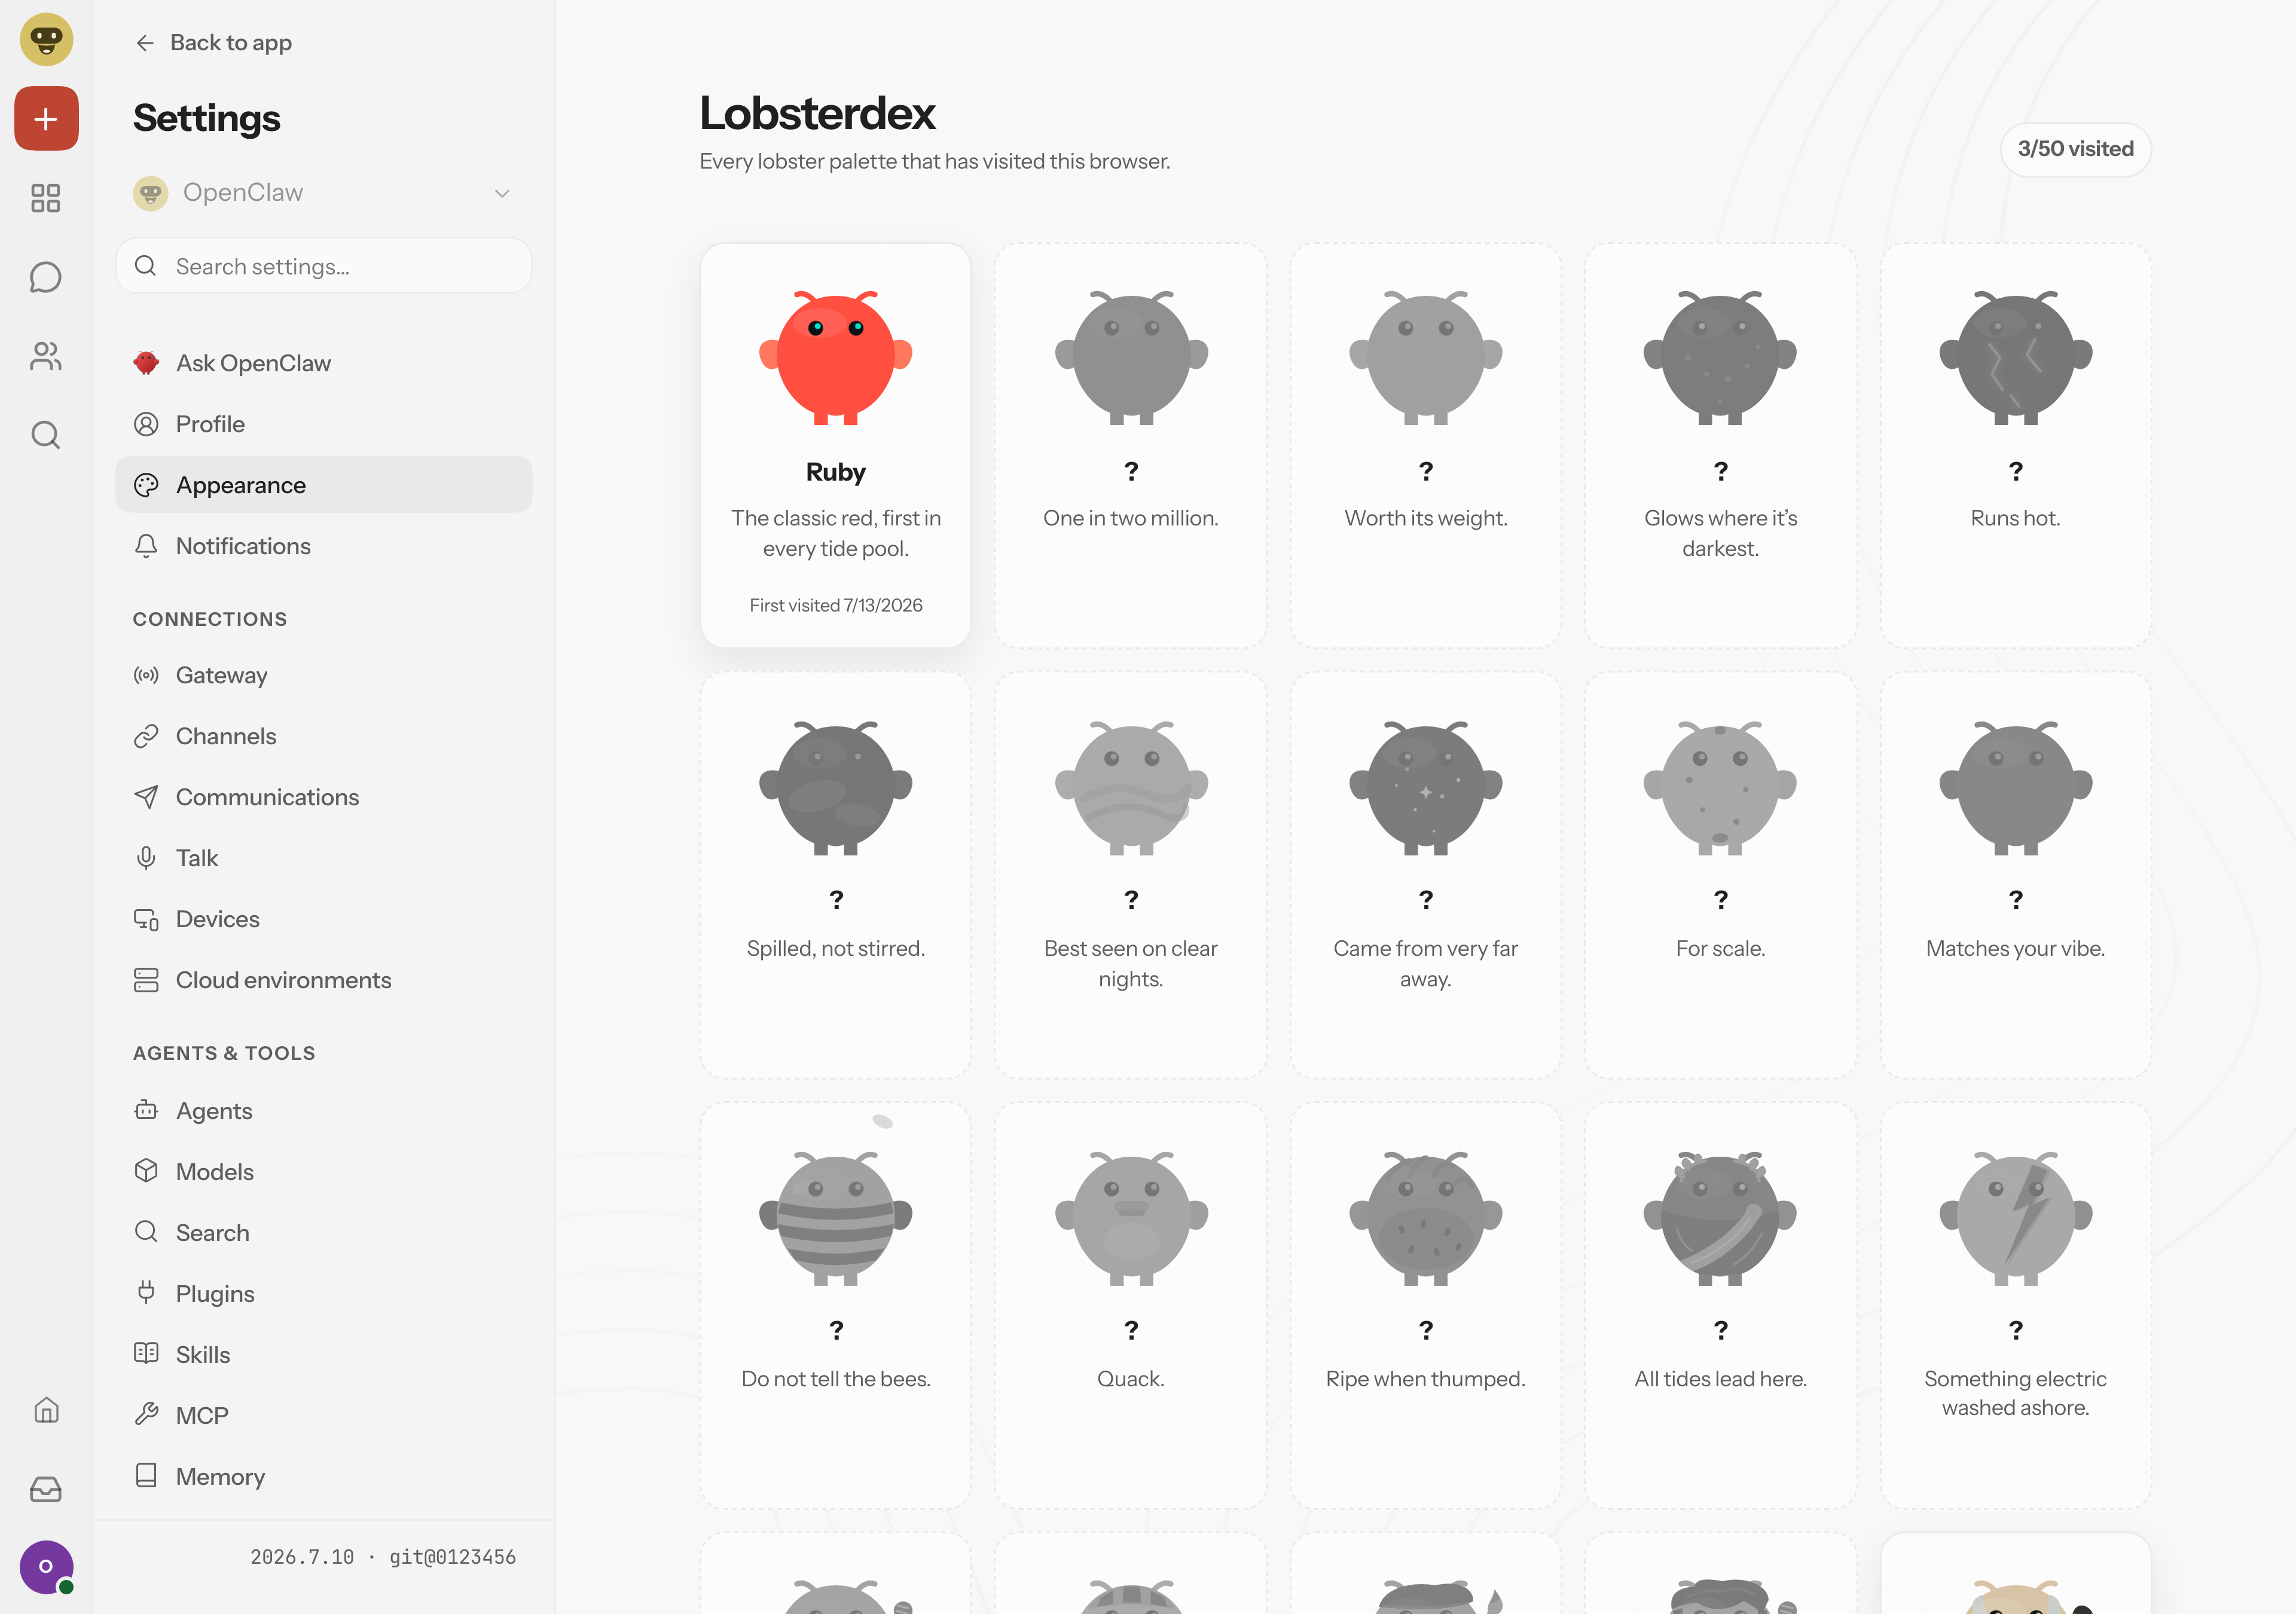 Back to app
Settings
OpenClaw
Search settings...
Ask OpenClaw
Profile
Appearance
Notifications
CONNECTIONS
Gateway
Channels
Communications
Talk
Devices
Cloud environments
AGENTS & TOOLS
Agents
Models
Search
Plugins
Skills
MCP
Memory
2026.7.10 · git@0123456
O
Lobsterdex
Every lobster palette that has visited this browser.
3/50 visited
Ruby
The classic red, first in
every tide pool.
First visited 7/13/2026
?
One in two million.
?
Worth its weight.
?
Glows where it's
darkest.
?
Runs hot.
?
Spilled, not stirred.
?
Best seen on clear
nights.
?
Came from very far
away.
?
For scale.
?
Matches your vibe.
?
Do not tell the bees.
?
Quack.
?
Ripe when thumped.
?
All tides lead here.
?
Something electric
washed ashore.